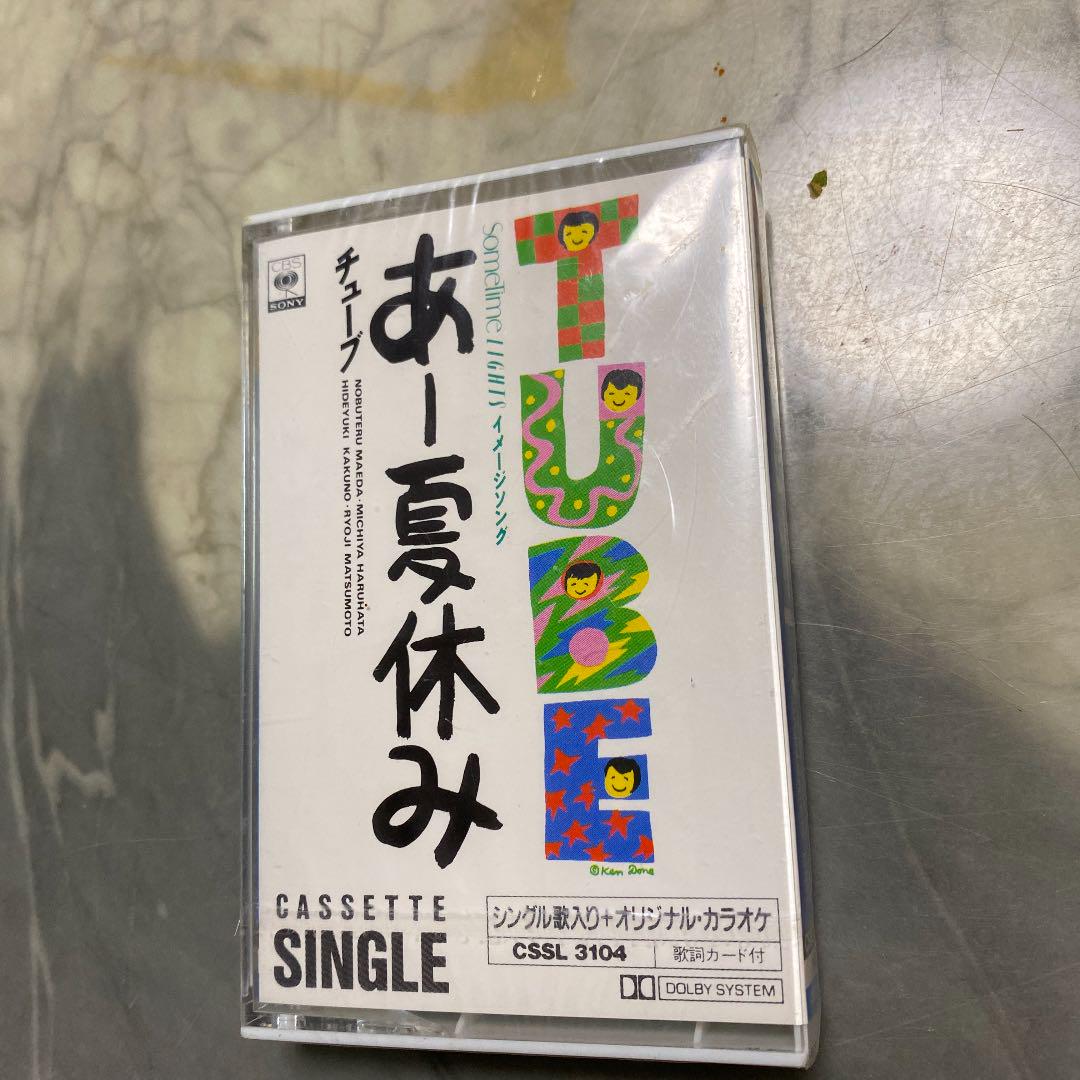 CBS
SONY
TUBE
SomeTime LIGHTS イメージソング
あー夏休み
チューブ
NOBUTERU MAEDA・MICHIYA HARUHATA
HIDEYUKI KAKUNO・RYOJI MATSUMOTO
©Ken Done
CASSETTE
SINGLE
シングル歌入り+オリジナル・カラオケ
CSSL 3104
歌詞カード付
DOLBY SYSTEM